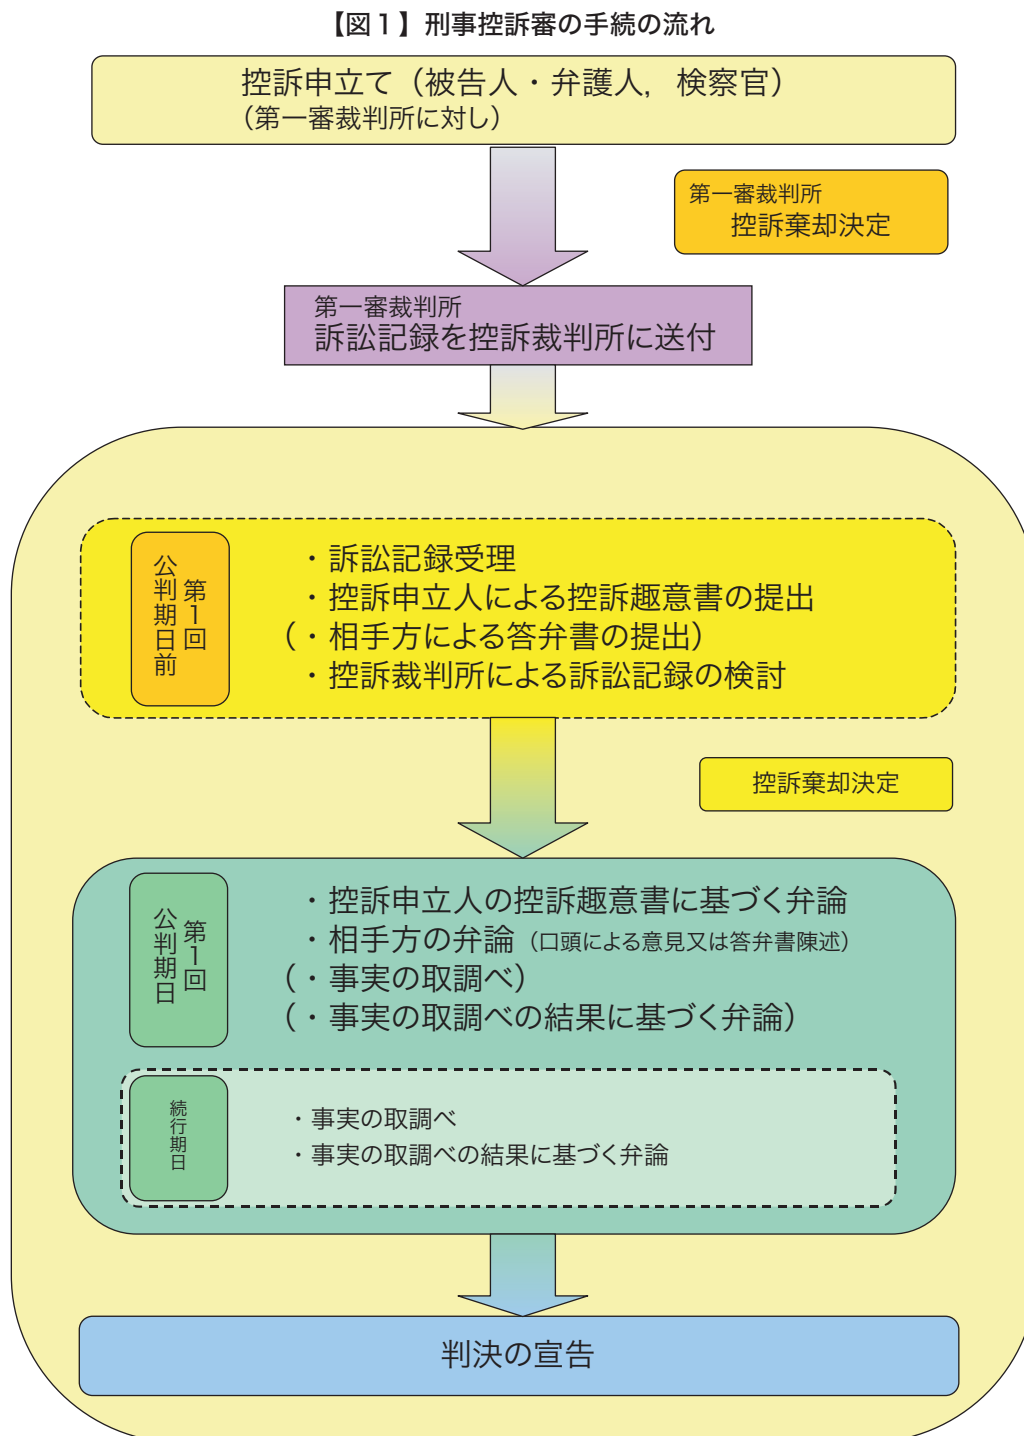 【図1】刑事控訴審の手続の流れ
控訴申立て（被告人・弁護人，検察官）
（第一審裁判所に対し）
第一審裁判所
控訴棄却決定
第一審裁判所
訴訟記録を控訴裁判所に送付
第1回
公判期日前
・訴訟記録受理
・控訴申立人による控訴趣意書の提出
（・相手方による答弁書の提出）
・控訴裁判所による訴訟記録の検討
控訴棄却決定
第1回
公判期日
・控訴申立人の控訴趣意書に基づく弁論
・相手方の弁論（口頭による意見又は答弁書陳述）
（・事実の取調べ）
（・事実の取調べの結果に基づく弁論）
続行期日
・事実の取調べ
・事実の取調べの結果に基づく弁論
判決の宣告